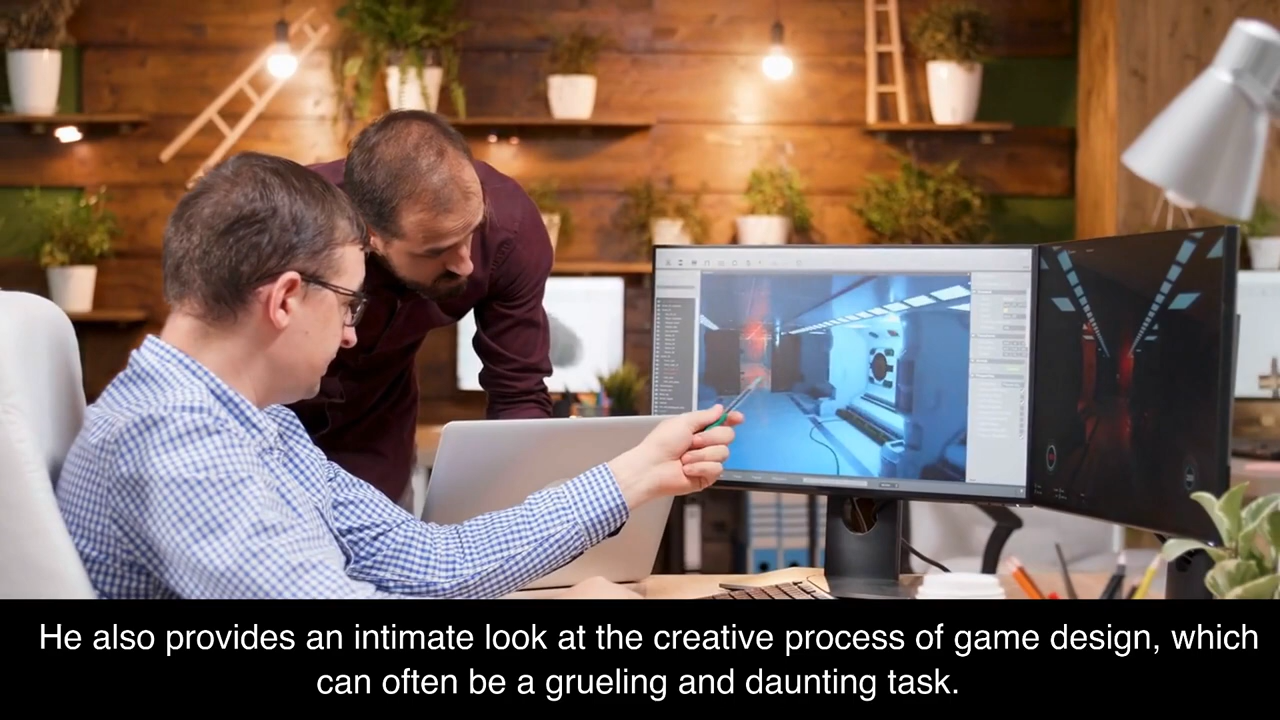 He also provides an intimate look at the creative process of game design, which
can often be a grueling and daunting task.